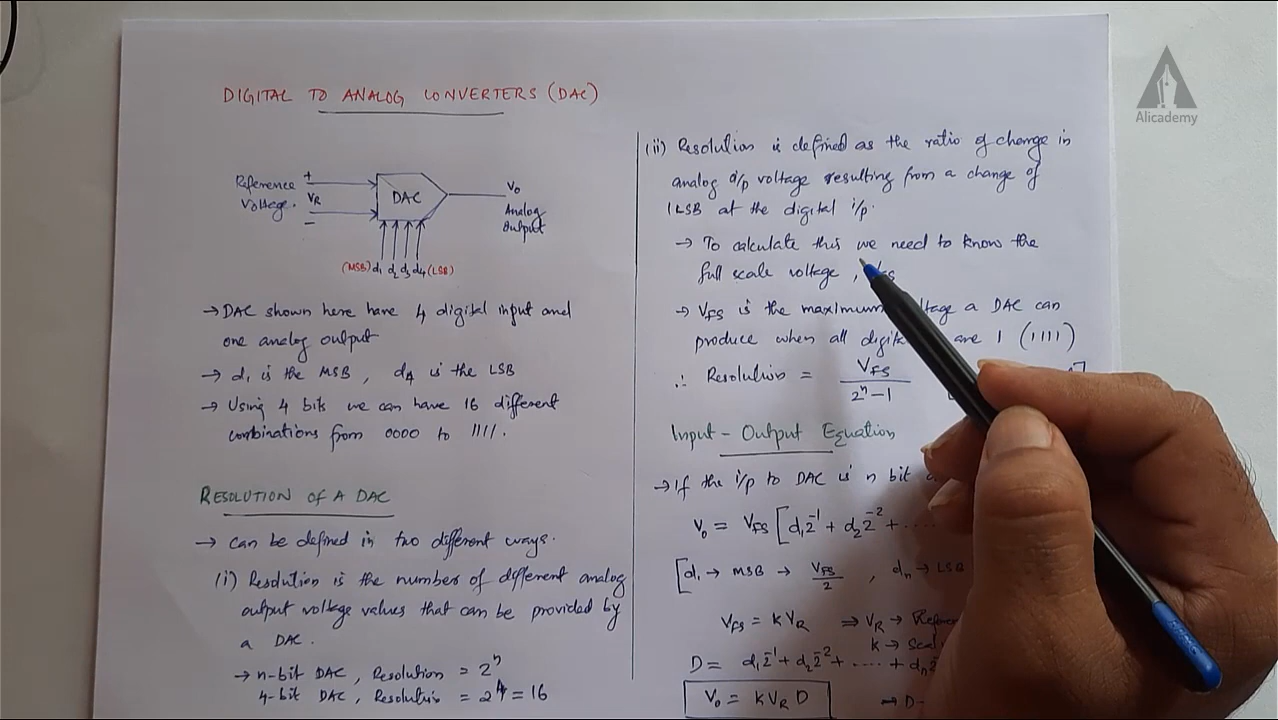 DIGITAL TO ANALOG CONVERTERS (DAC)
Reference
Voltage.
+
VR
−
DAC
Vo
Analog
Output
(MSB) d1 d2 d3 d4 (LSB)
→ DAC shown here have 4 digital input and
one analog output
→ d1 is the MSB , d4 is the LSB
→ Using 4 bits we can have 16 different
combinations from 0000 to 1111.
RESOLUTION OF A DAC
→ can be defined in two different ways.
(i) Resolution is the number of different analog
output voltage values that can be provided by
a DAC.
→ n-bit DAC, Resolution = 2^n
4-bit DAC, Resolution = 2^4 = 16
(ii) Resolution is defined as the ratio of change in
analog o/p voltage resulting from a change of
1LSB at the digital i/p.
→ To calculate this we need to know the
full scale voltage ,
→ VFS is the maximum a DAC can
produce when all are 1 (1111)
∴ Resolution = VFS / 2^n − 1
Input - Output Equation
→ If the i/p to DAC is n bit
Vo = VFS [d1 2^-1 + d2 2^-2 + ....
[d1 → MSB → VFS/2 , dn → LSB
VFS = KVR ⇒ VR →
K →
D = d1 2^-1 + d2 2^-2 + ..... + dn
Vo = KVR D → D-
Alicademy